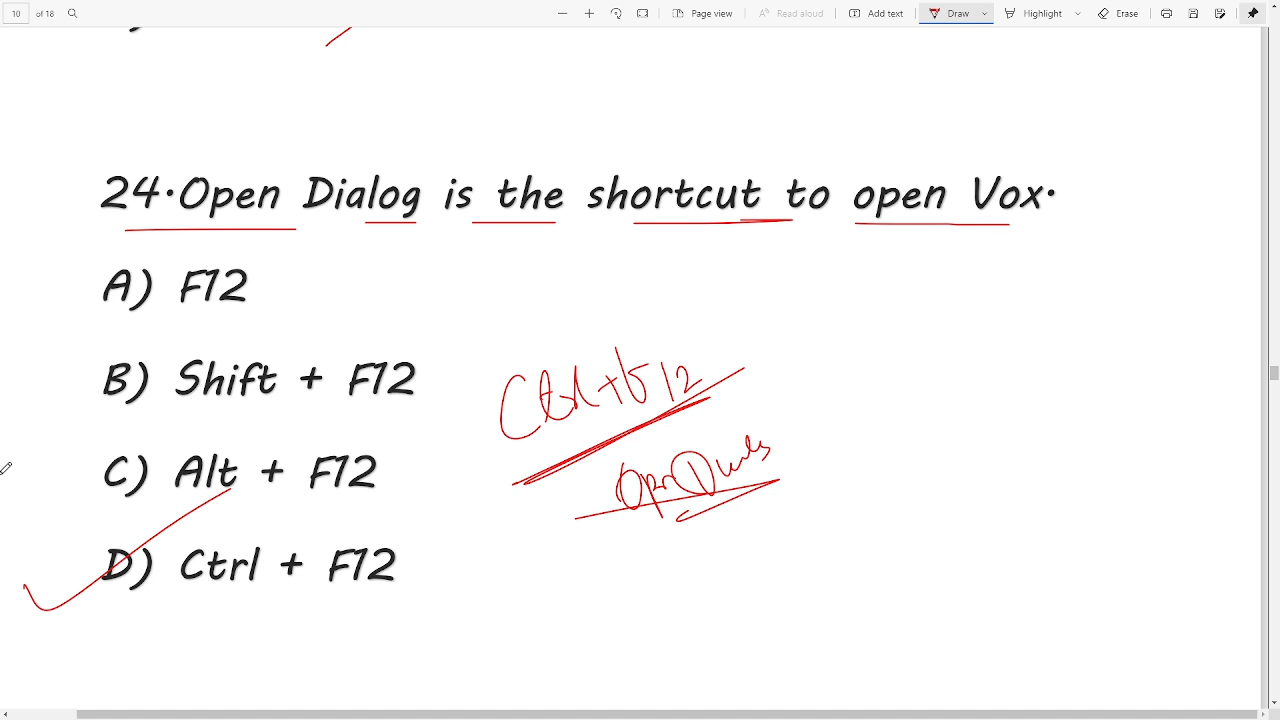 10 of 18 Page view Read aloud Add text Draw Highlight Erase
24.Open Dialog is the shortcut to open Vox.
A) F12
B) Shift + F12
Ctrl+F12
C) Alt + F12
Open
D) Ctrl + F12